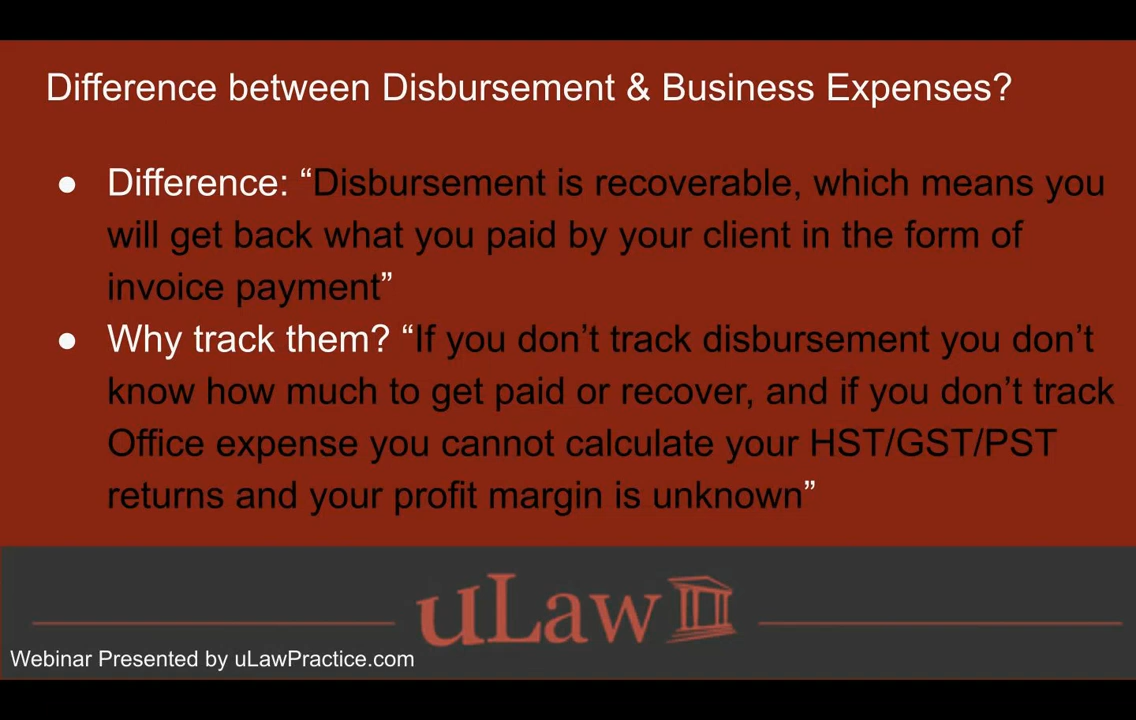 Difference between Disbursement & Business Expenses?
● Difference: “Disbursement is recoverable, which means you
will get back what you paid by your client in the form of
invoice payment”
● Why track them? “If you don’t track disbursement you don’t
know how much to get paid or recover, and if you don’t track
Office expense you cannot calculate your HST/GST/PST
returns and your profit margin is unknown”
uLaw
Webinar Presented by uLawPractice.com